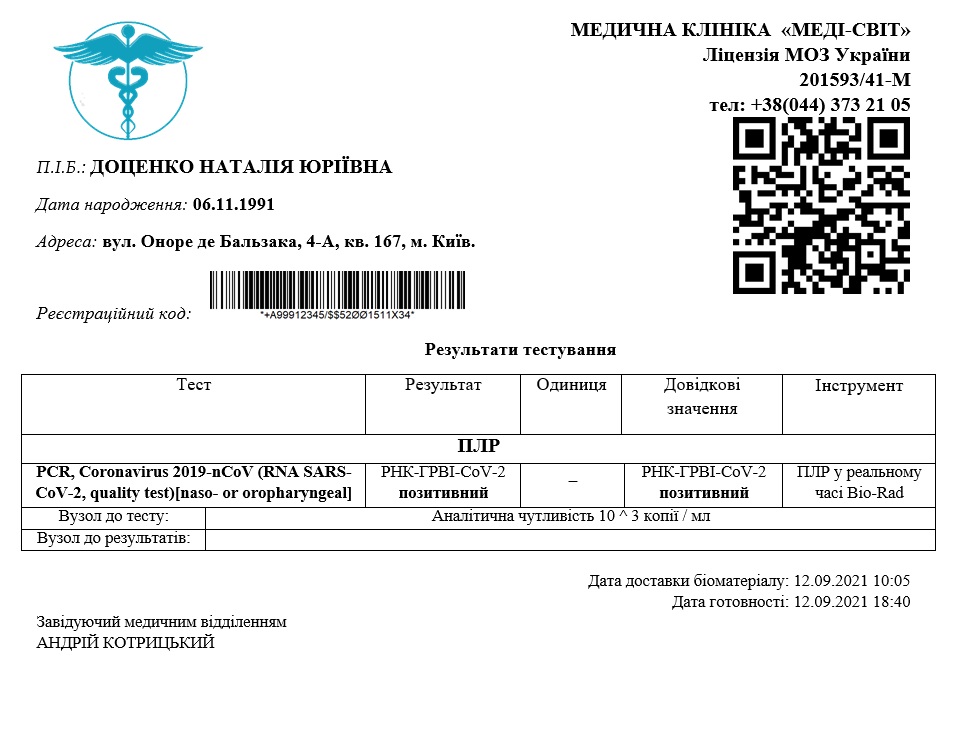 МЕДИЧНА КЛІНІКА «МЕДІ-СВІТ»
Ліцензія МОЗ України
201593/41-М
тел: +38(044) 373 21 05
П.І.Б.: ДОЦЕНКО НАТАЛІЯ ЮРІЇВНА
Дата народження: 06.11.1991
Адреса: вул. Оноре де Бальзака, 4-А, кв. 167, м. Київ.
Реєстраційний код:
*+A99912345/$$52ØØ1511X34*
Результати тестування
Тест Результат Одиниця Довідкові значення Інструмент
ПЛР
PCR, Coronavirus 2019-nCoV (RNA SARS- РНК-ГРВІ-CoV-2 – РНК-ГРВІ-CoV-2 ПЛР у реальному
CoV-2, quality test)[naso- or oropharyngeal] позитивний позитивний часі Bio-Rad
Вузол до тесту: Аналітична чутливість 10 ^ 3 копії / мл
Вузол до результатів:
Дата доставки біоматеріалу: 12.09.2021 10:05
Дата готовності: 12.09.2021 18:40
Завідуючий медичним відділенням
АНДРІЙ КОТРИЦЬКИЙ